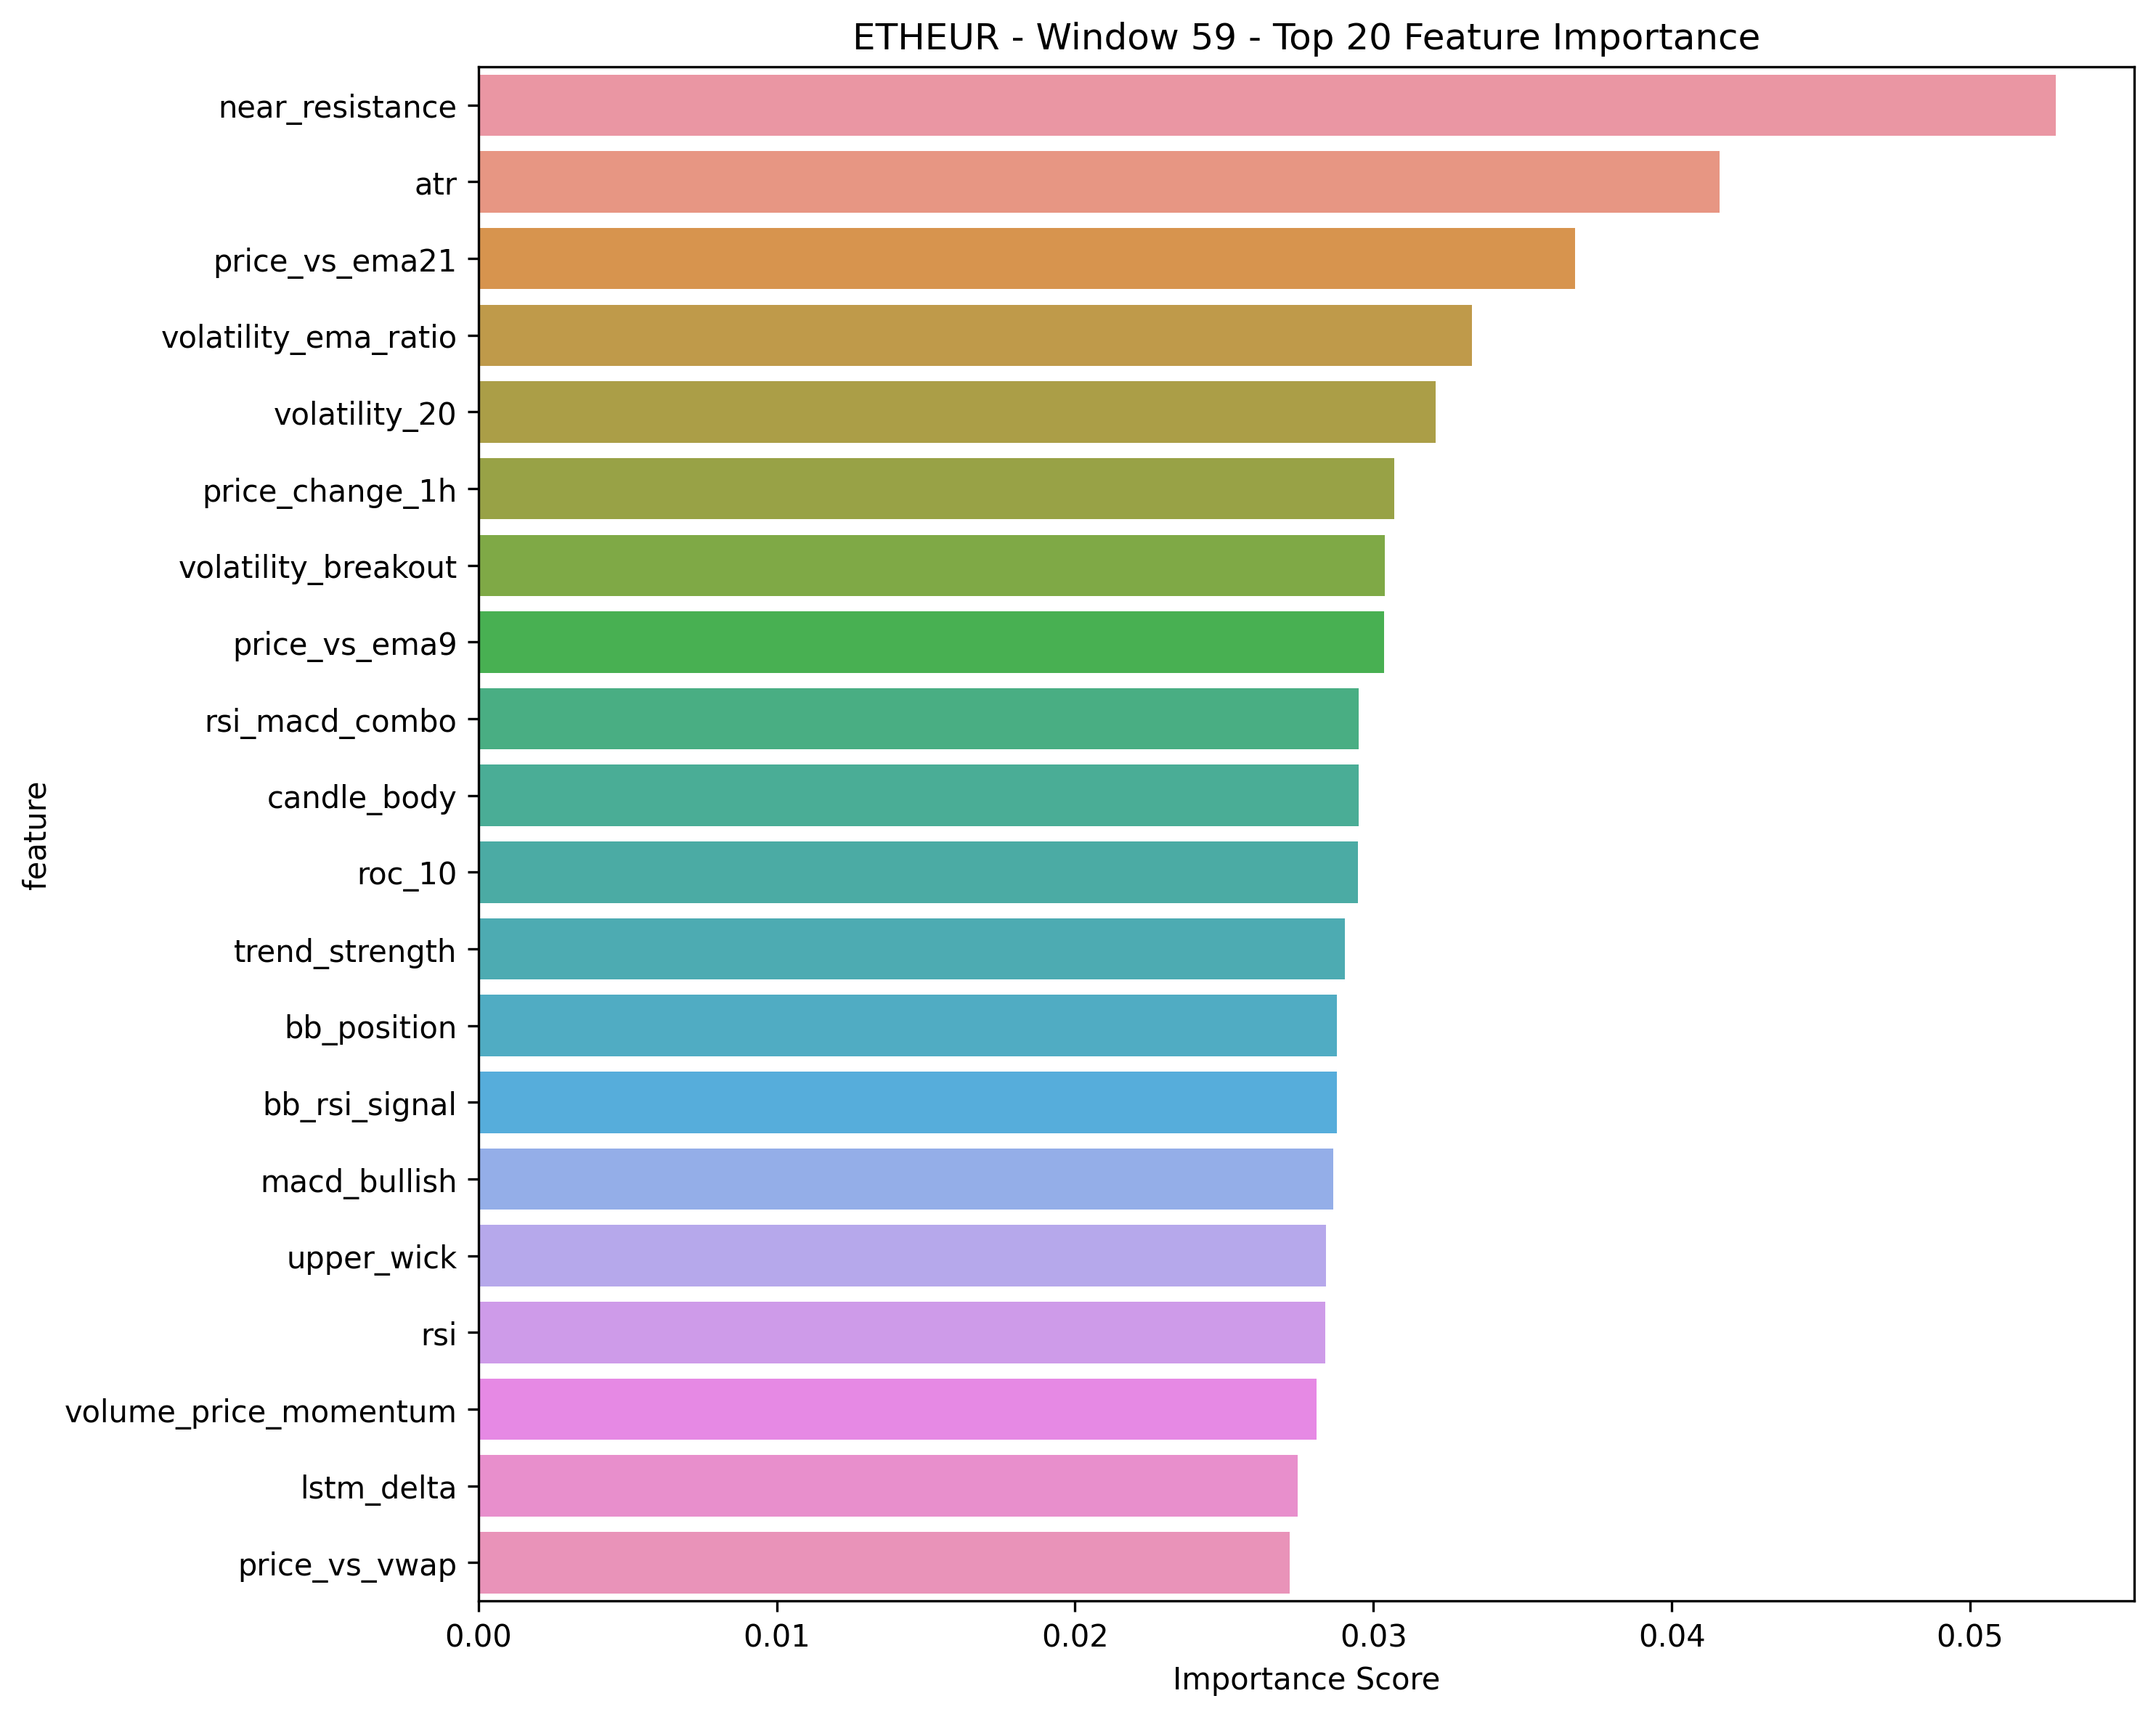 ETHEUR - Window 59 - Top 20 Feature Importance
near_resistance
atr
price_vs_ema21
volatility_ema_ratio
volatility_20
price_change_1h
volatility_breakout
price_vs_ema9
rsi_macd_combo
candle_body
roc_10
trend_strength
bb_position
bb_rsi_signal
macd_bullish
upper_wick
rsi
volume_price_momentum
lstm_delta
price_vs_vwap
feature
0.00 0.01 0.02 0.03 0.04 0.05
Importance Score